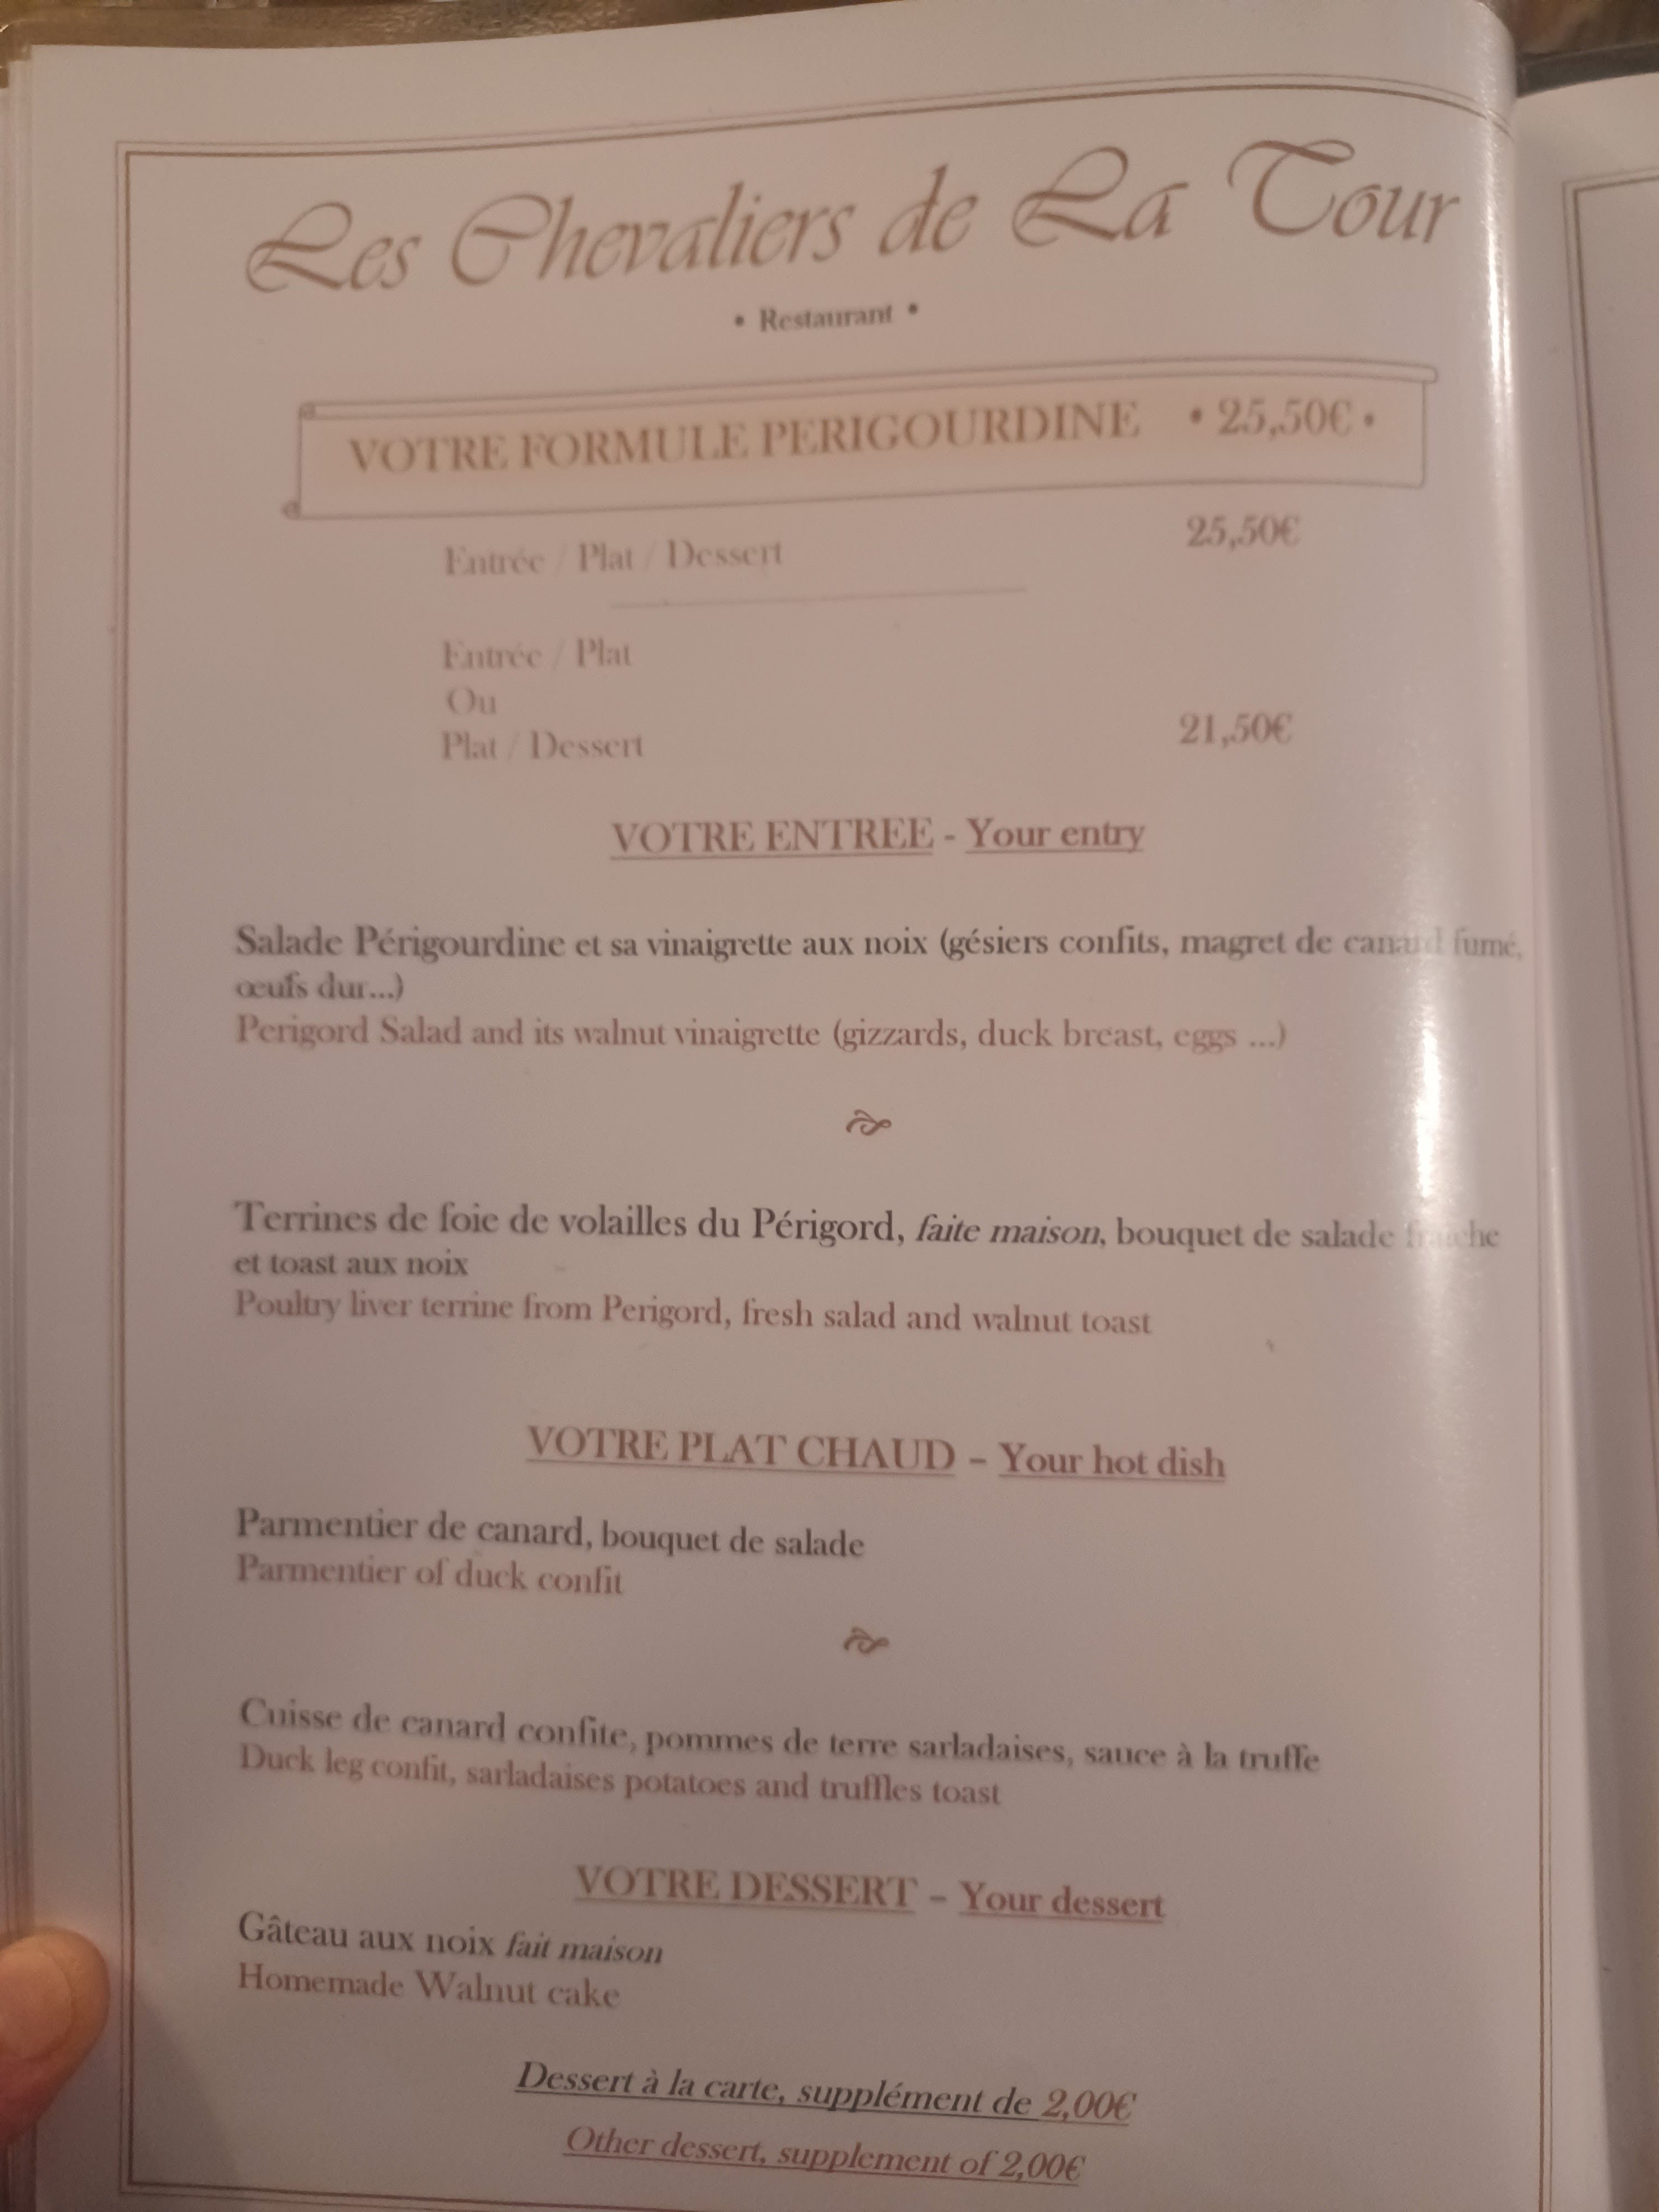 Les Chevaliers de La Tour
• Restaurant •
VOTRE FORMULE PERIGOURDINE • 25,50€ •
Entrée / Plat / Dessert 25,50€
Entrée / Plat
Ou
Plat / Dessert 21,50€
VOTRE ENTREE - Your entry
Salade Périgourdine et sa vinaigrette aux noix (gésiers confits, magret de canard fumé,
œufs dur...)
Perigord Salad and its walnut vinaigrette (gizzards, duck breast, eggs ...)
Terrines de foie de volailles du Périgord, faite maison, bouquet de salade fraiche
et toast aux noix
Poultry liver terrine from Perigord, fresh salad and walnut toast
VOTRE PLAT CHAUD – Your hot dish
Parmentier de canard, bouquet de salade
Parmentier of duck confit
Cuisse de canard confite, pommes de terre sarladaises, sauce à la truffe
Duck leg confit, sarladaises potatoes and truffles toast
VOTRE DESSERT – Your dessert
Gâteau aux noix fait maison
Homemade Walnut cake
Dessert à la carte, supplément de 2,00€
Other dessert, supplement of 2,00€